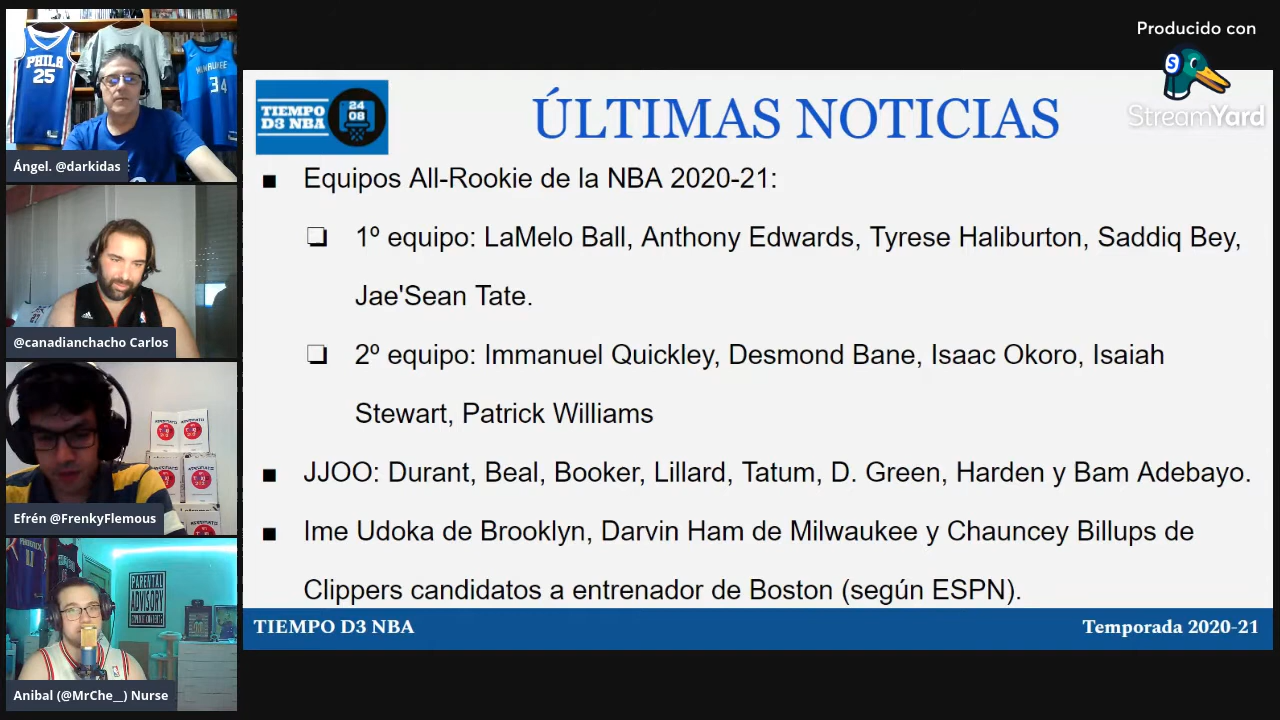 Producido con
StreamYard
PHILA
25
MILWAUKEE
34
Ángel. @darkidas
@canadianchacho Carlos
Efrén @FrenkyFlemous
PARENTAL
ADVISORY
EXPLICIT CONTENT
Anibal (@MrChe__) Nurse
TIEMPO
D3 NBA
24
08
ÚLTIMAS NOTICIAS
■ Equipos All-Rookie de la NBA 2020-21:
❏ 1º equipo: LaMelo Ball, Anthony Edwards, Tyrese Haliburton, Saddiq Bey,
Jae'Sean Tate.
❏ 2º equipo: Immanuel Quickley, Desmond Bane, Isaac Okoro, Isaiah
Stewart, Patrick Williams
■ JJOO: Durant, Beal, Booker, Lillard, Tatum, D. Green, Harden y Bam Adebayo.
■ Ime Udoka de Brooklyn, Darvin Ham de Milwaukee y Chauncey Billups de
Clippers candidatos a entrenador de Boston (según ESPN).
TIEMPO D3 NBA
Temporada 2020-21